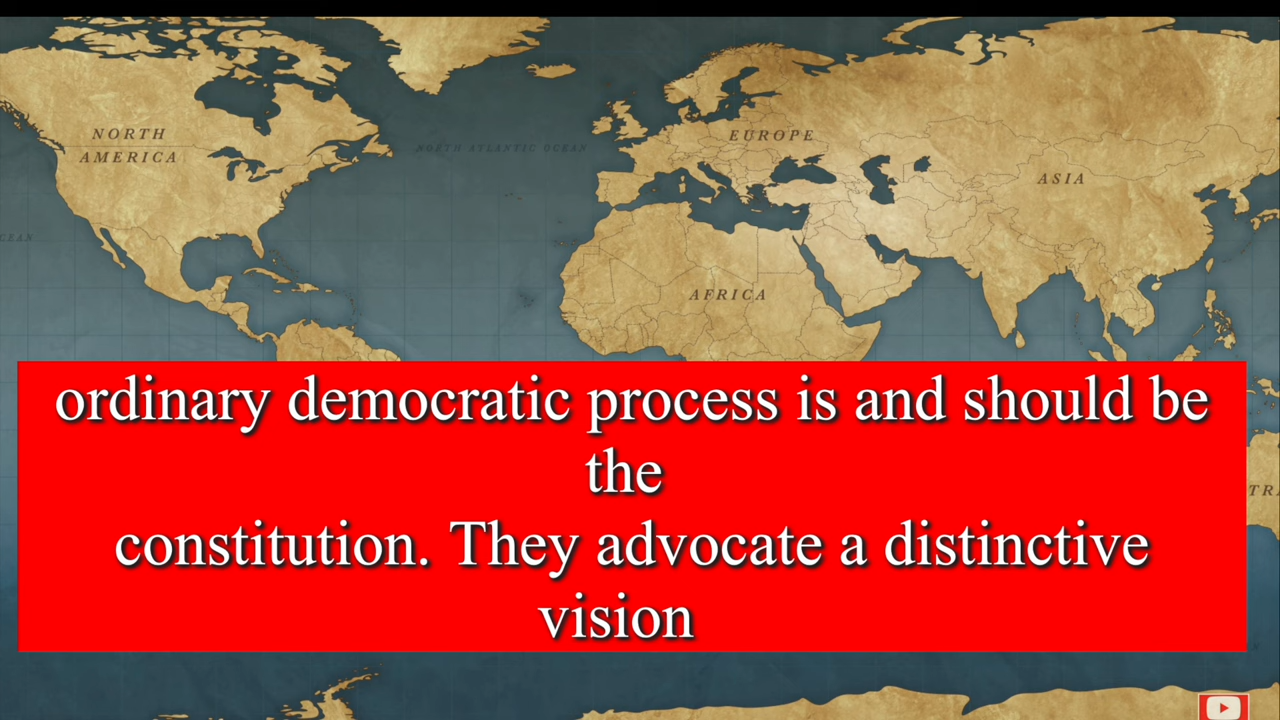 NORTH
AMERICA
NORTH ATLANTIC OCEAN
EUROPE
ASIA
AFRICA
ordinary democratic process is and should be
the
constitution. They advocate a distinctive
vision